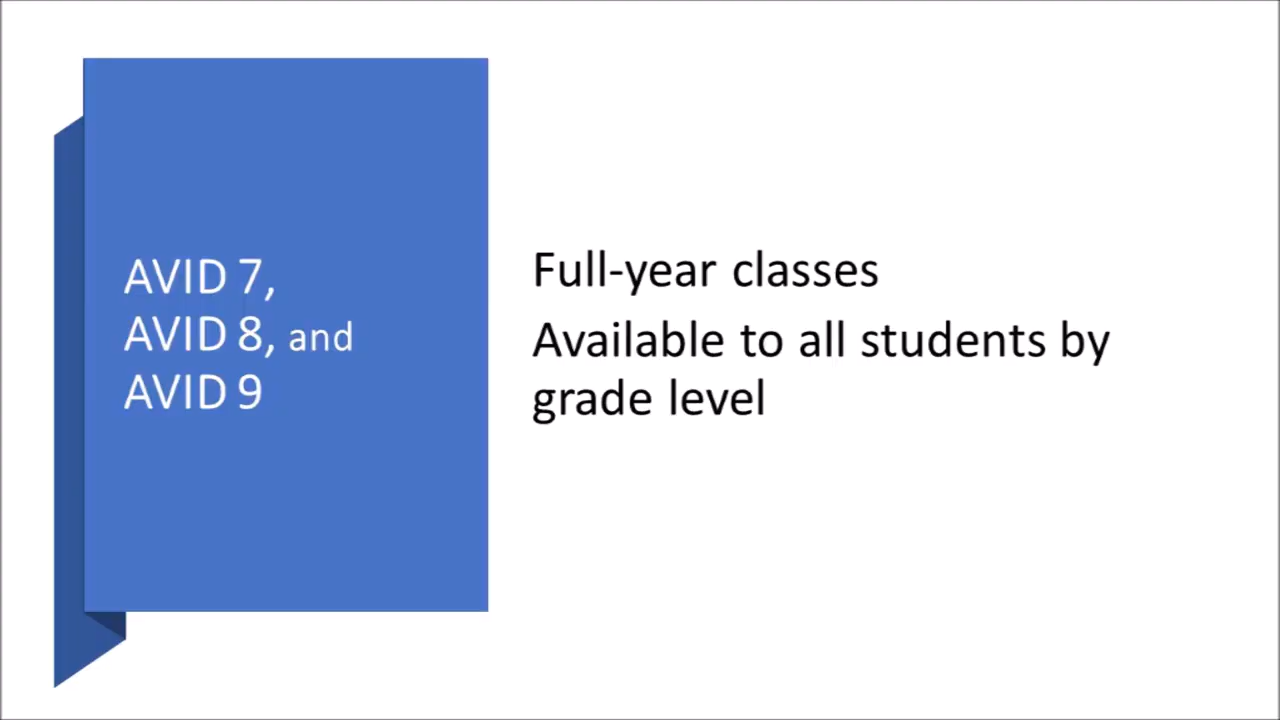 AVID 7,
AVID 8, and
AVID 9
Full-year classes
Available to all students by
grade level